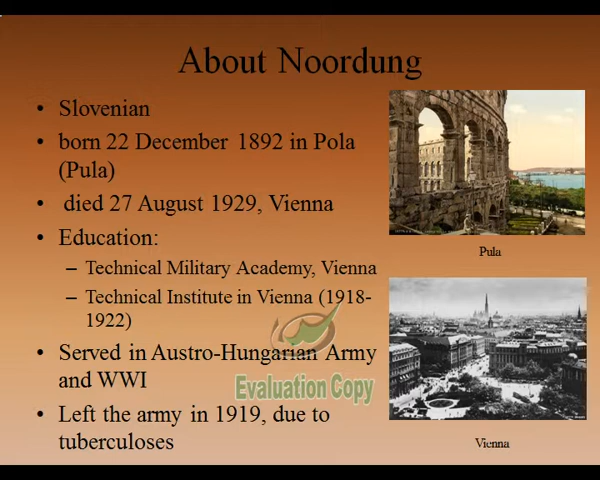 About Noordung
• Slovenian
• born 22 December 1892 in Pola
(Pula)
• died 27 August 1929, Vienna
• Education:
– Technical Military Academy, Vienna
– Technical Institute in Vienna (1918-
1922)
• Served in Austro-Hungarian Army
and WWI
• Left the army in 1919, due to
tuberculoses
Pula
Vienna
Evaluation Copy